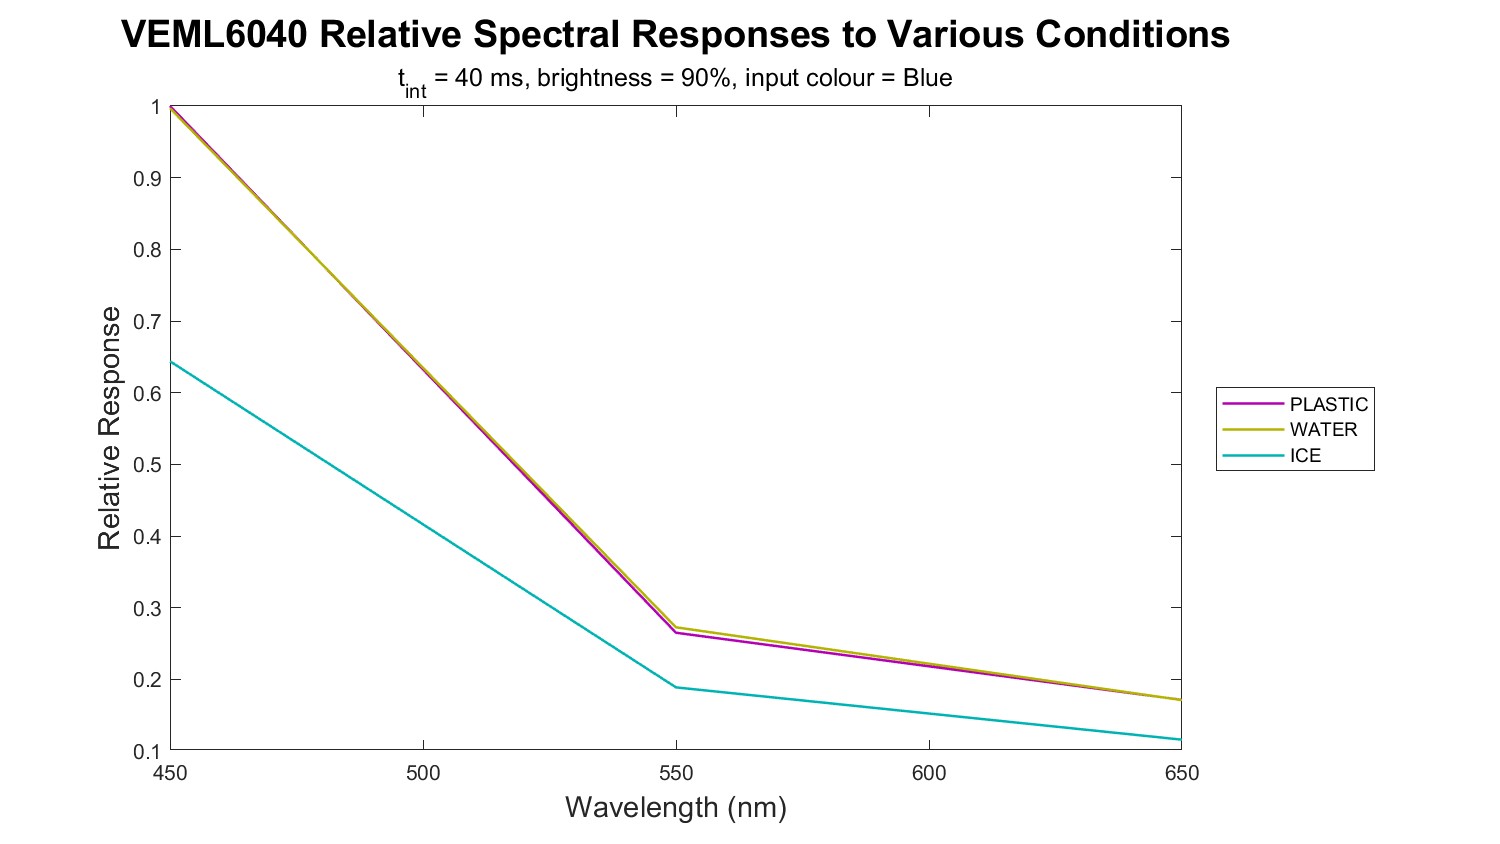 VEML6040 Relative Spectral Responses to Various Conditions
t_int = 40 ms, brightness = 90%, input colour = Blue
1
0.9
0.8
0.7
0.6
0.5
0.4
0.3
0.2
0.1
Relative Response
450 500 550 600 650
Wavelength (nm)
PLASTIC
WATER
ICE